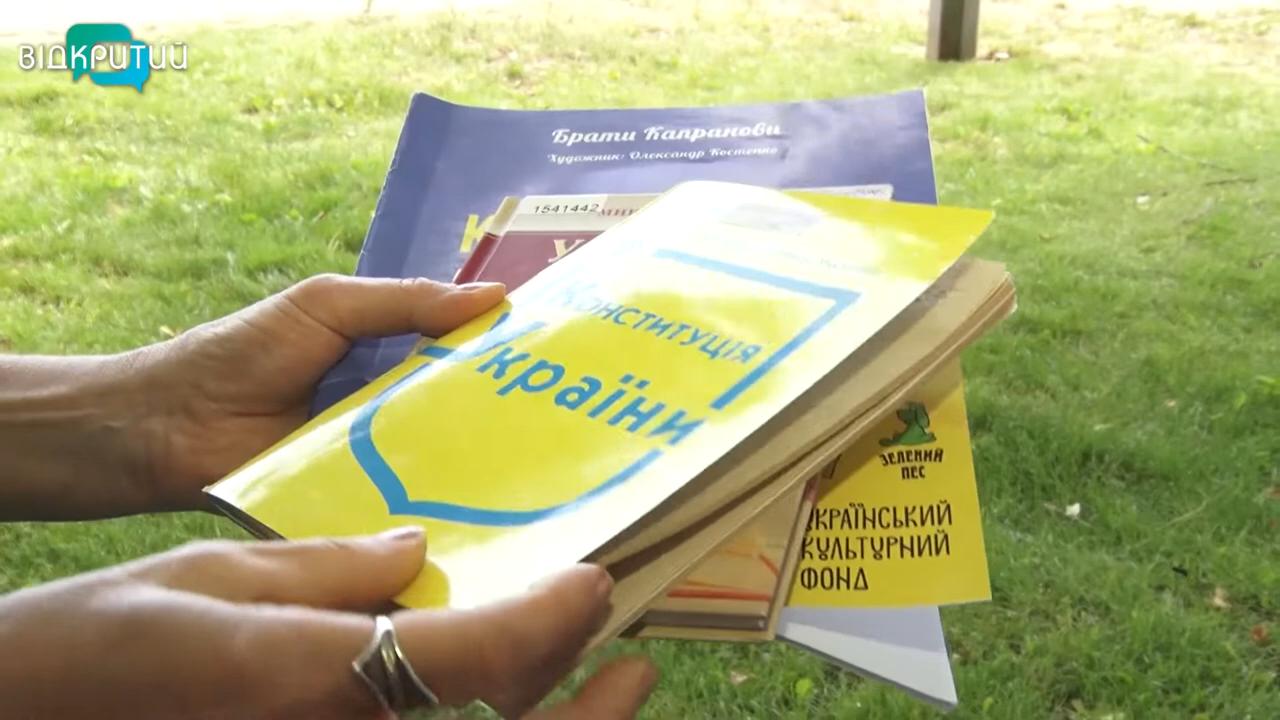 ВІДКРИТИЙ
Брати Капранови
Художник: Олександр Костенко
1541442
Конституція
України
ЗЕЛЕНИЙ
ПЕС
УКРАЇНСЬКИЙ
КУЛЬТУРНИЙ
ФОНД